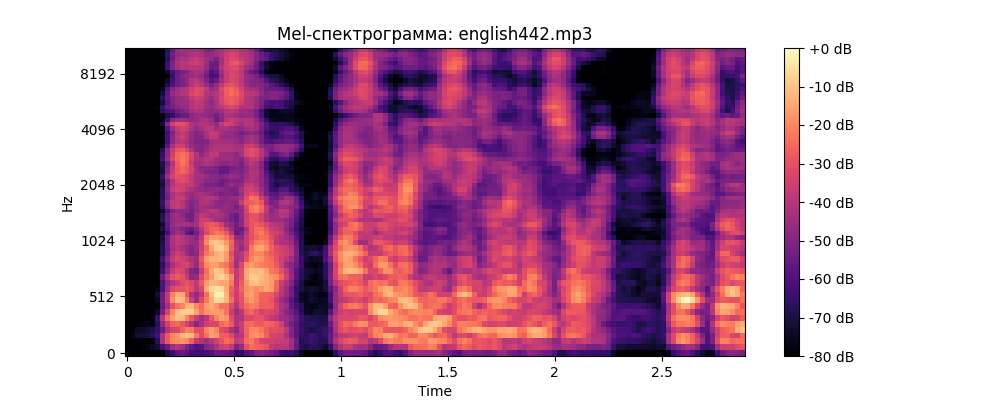 Mel-спектрограмма: english442.mp3
+0 dB
8192
-10 dB
4096
-20 dB
-30 dB
2048
Hz
-40 dB
1024
-50 dB
512
-60 dB
-70 dB
0
-80 dB
0 0.5 1 1.5 2 2.5
Time